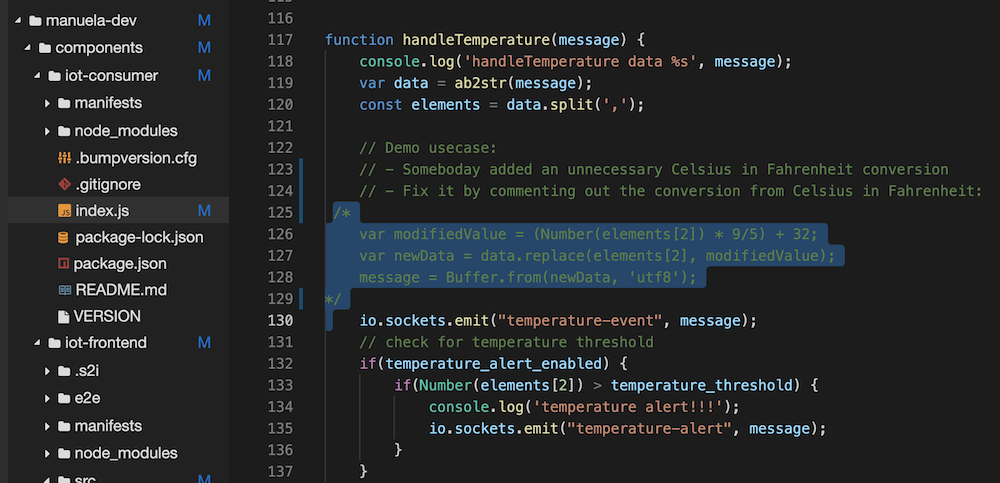 manuela-dev M
components M
iot-consumer M
manifests
node_modules
.bumpversion.cfg
.gitignore
JS index.js M
package-lock.json
package.json
README.md
VERSION
iot-frontend M
.s2i
e2e
manifests
node_modules
src M
116
117 function handleTemperature(message) {
118 console.log('handleTemperature data %s', message);
119 var data = ab2str(message);
120 const elements = data.split(',');
121
122 // Demo usecase:
123 // - Someboday added an unnecessary Celsius in Fahrenheit conversion
124 // - Fix it by commenting out the conversion from Celsius in Fahrenheit:
125 /*
126 var modifiedValue = (Number(elements[2]) * 9/5) + 32;
127 var newData = data.replace(elements[2], modifiedValue);
128 message = Buffer.from(newData, 'utf8');
129 */
130 io.sockets.emit("temperature-event", message);
131 // check for temperature threshold
132 if(temperature_alert_enabled) {
133 if(Number(elements[2]) > temperature_threshold) {
134 console.log('temperature alert!!!');
135 io.sockets.emit("temperature-alert", message);
136 }
137 }